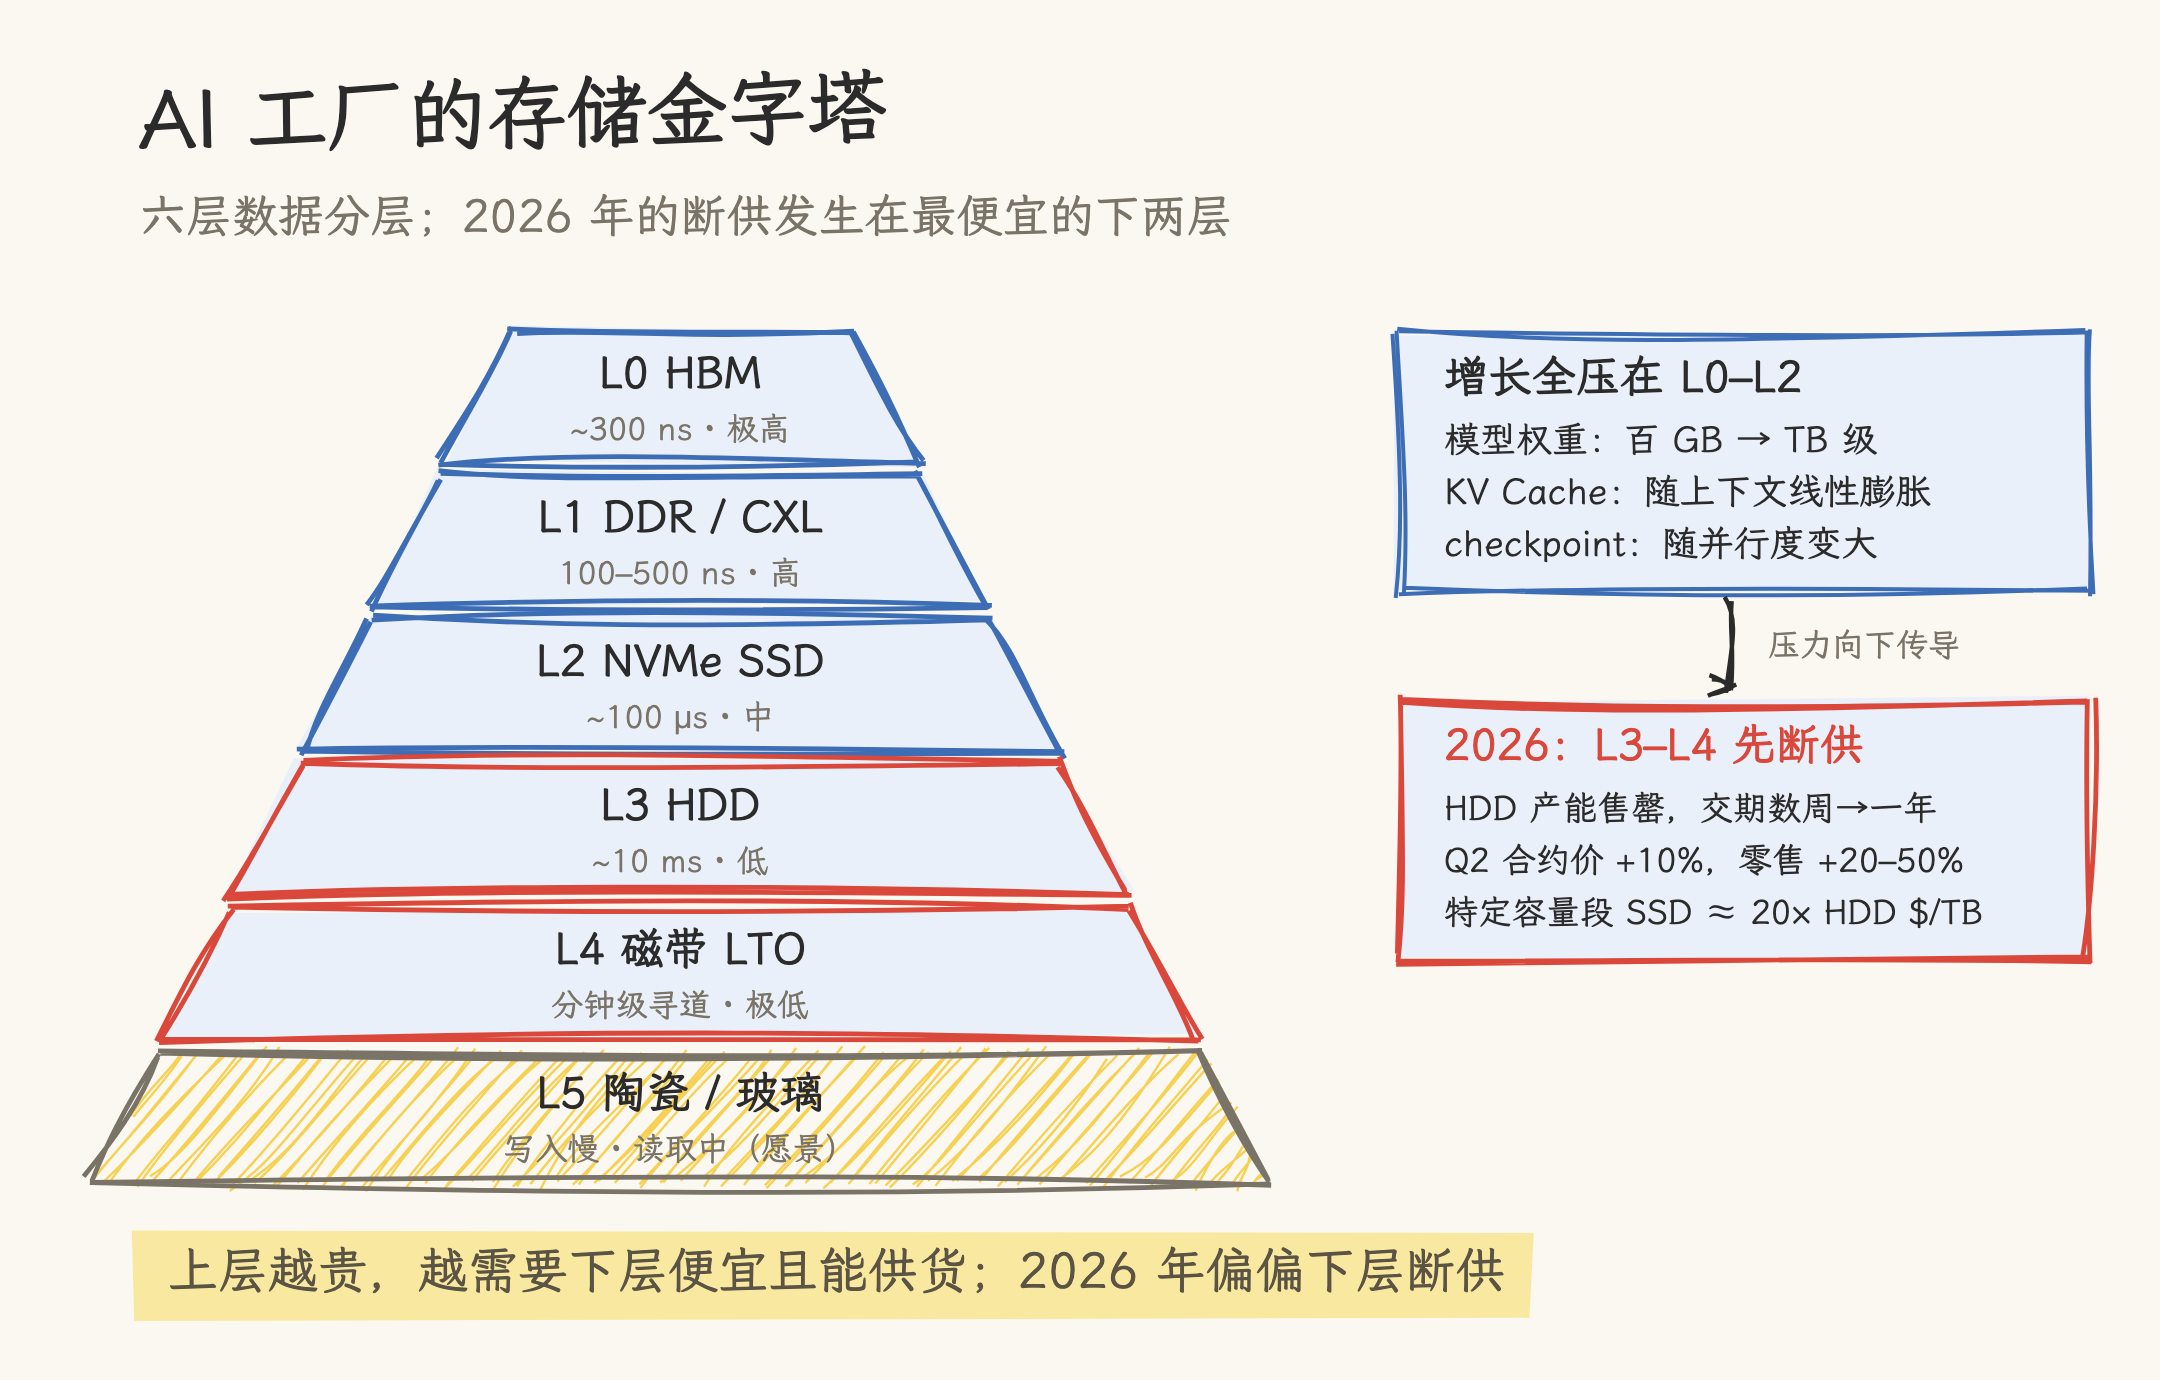 AI 工厂的存储金字塔
六层数据分层；2026 年的断供发生在最便宜的下两层
L0 HBM
~300 ns · 极高
L1 DDR / CXL
100–500 ns · 高
L2 NVMe SSD
~100 µs · 中
L3 HDD
~10 ms · 低
L4 磁带 LTO
分钟级寻道 · 极低
L5 陶瓷 / 玻璃
写入慢 · 读取中（愿景）
增长全压在 L0–L2
模型权重：百 GB → TB 级
KV Cache：随上下文线性膨胀
checkpoint：随并行度变大
压力向下传导
2026：L3–L4 先断供
HDD 产能售罄，交期数周→一年
Q2 合约价 +10%，零售 +20–50%
特定容量段 SSD ≈ 20× HDD $/TB
上层越贵，越需要下层便宜且能供货；2026 年偏偏下层断供